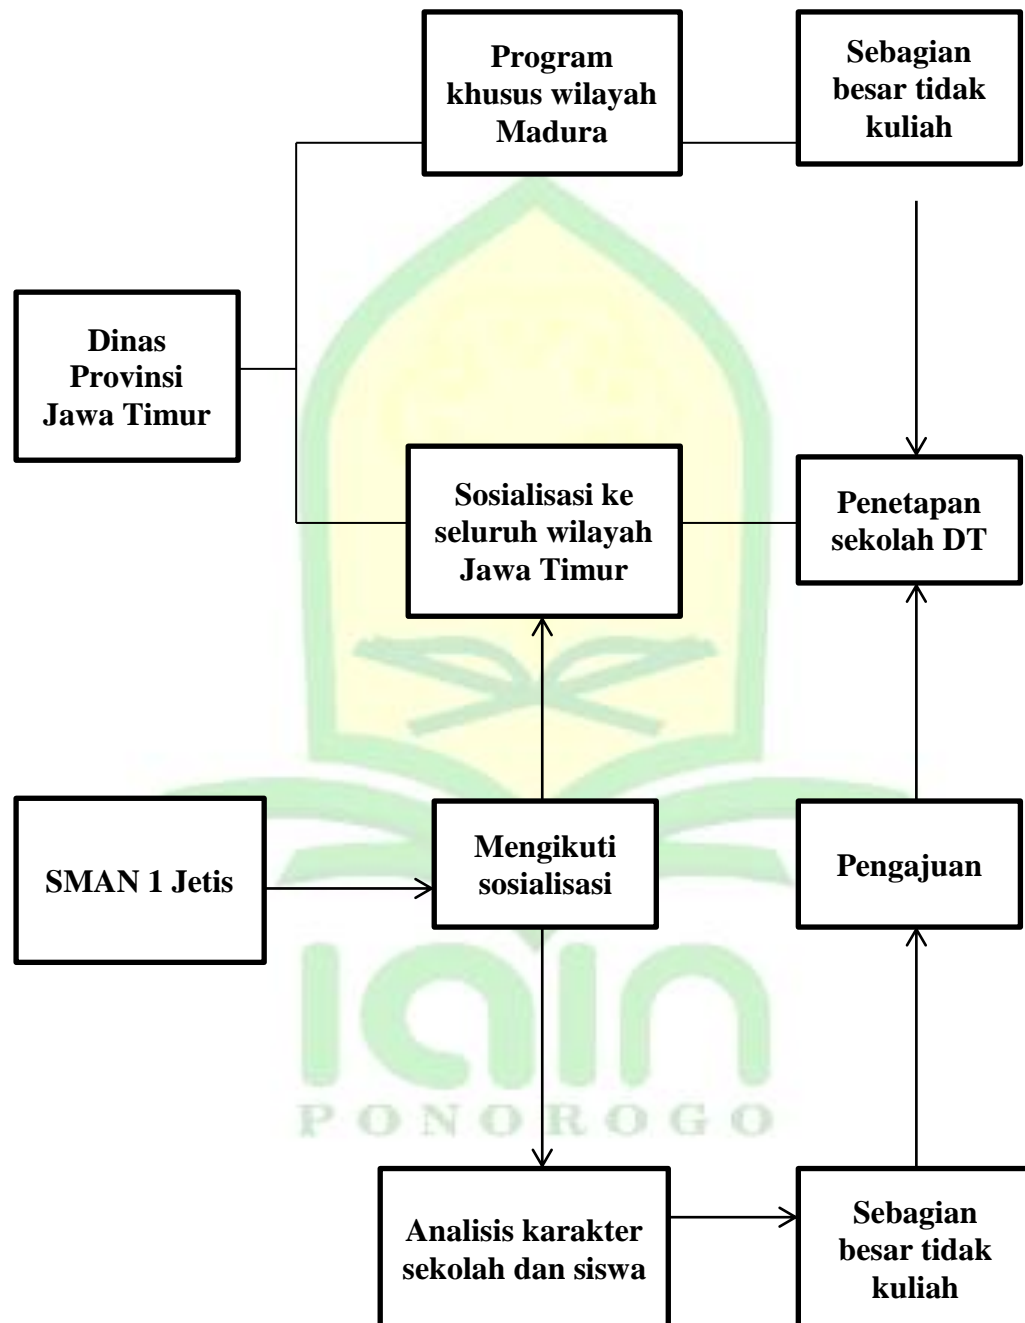 Program
khusus wilayah
Madura
Sebagian
besar tidak
kuliah
Dinas
Provinsi
Jawa Timur
Sosialisasi ke
seluruh wilayah
Jawa Timur
Penetapan
sekolah DT
SMAN 1 Jetis
Mengikuti
sosialisasi
Pengajuan
iain
PONOROGO
Analisis karakter
sekolah dan siswa
Sebagian
besar tidak
kuliah